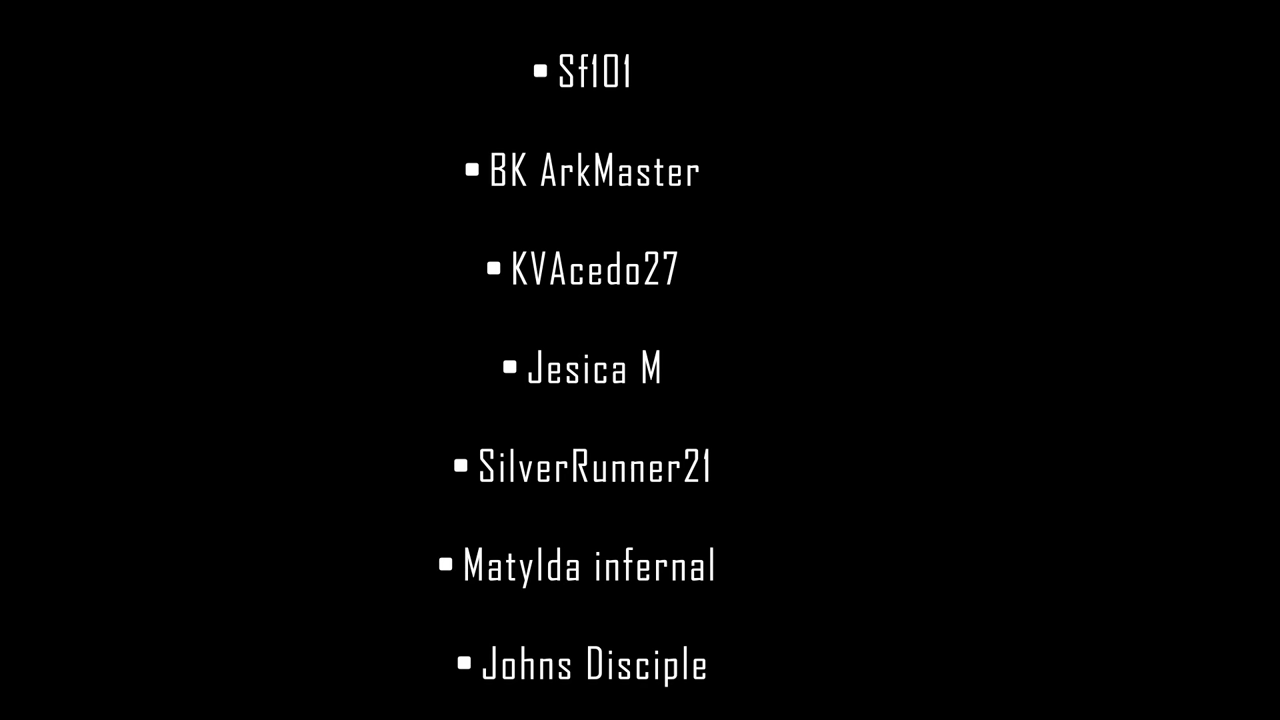 ▪ Sf101
▪ BK ArkMaster
▪ KVAcedo27
▪ Jesica M
▪ SilverRunner21
▪ Matylda infernal
▪ Johns Disciple